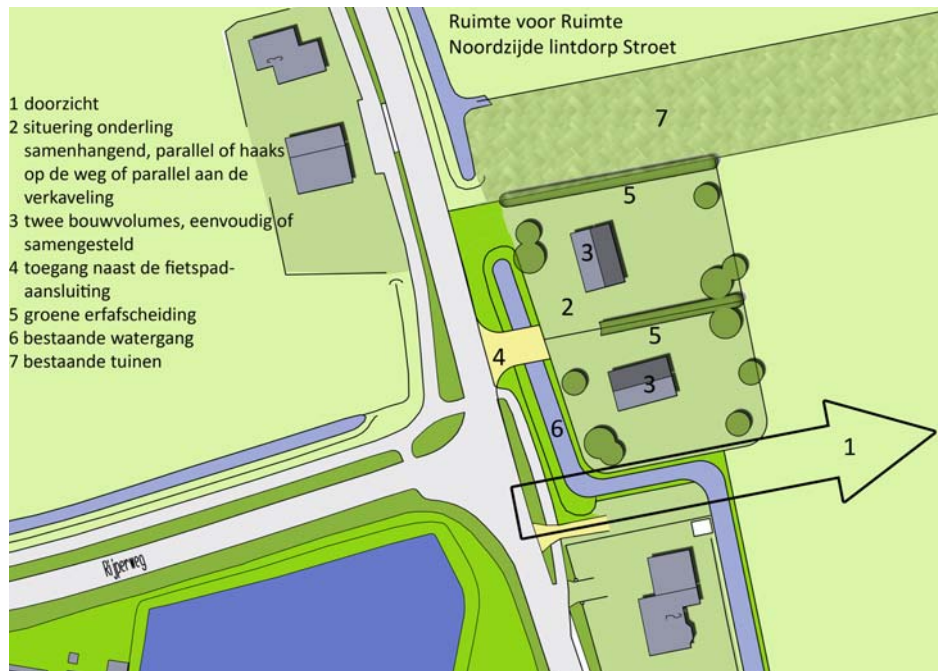 Ruimte voor Ruimte
Noordzijde lintdorp Stroet
1 doorzicht
2 situering onderling
samenhangend, parallel of haaks
op de weg of parallel aan de
verkaveling
3 twee bouwvolumes, eenvoudig of
samengesteld
4 toegang naast de fietspad-
aansluiting
5 groene erfafscheiding
6 bestaande watergang
7 bestaande tuinen
7
5
3
2
4
5
3
6
1
Rijperweg